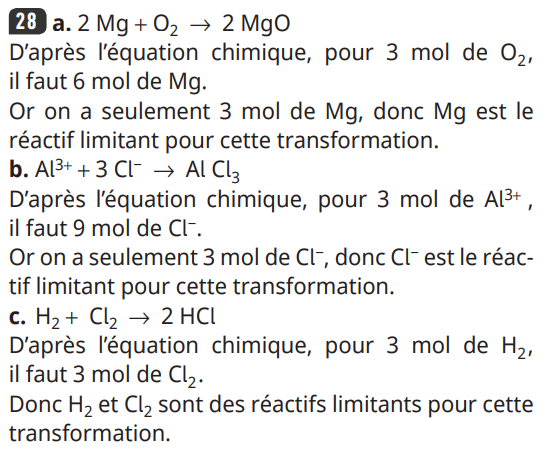 28 a. 2 Mg + O₂ → 2 MgO
D'après l'équation chimique, pour 3 mol de O₂,
il faut 6 mol de Mg.
Or on a seulement 3 mol de Mg, donc Mg est le
réactif limitant pour cette transformation.
b. Al³⁺ + 3 Cl⁻ → Al Cl₃
D'après l'équation chimique, pour 3 mol de Al³⁺ ,
il faut 9 mol de Cl⁻.
Or on a seulement 3 mol de Cl⁻, donc Cl⁻ est le réac-
tif limitant pour cette transformation.
c. H₂ + Cl₂ → 2 HCl
D'après l'équation chimique, pour 3 mol de H₂,
il faut 3 mol de Cl₂.
Donc H₂ et Cl₂ sont des réactifs limitants pour cette
transformation.